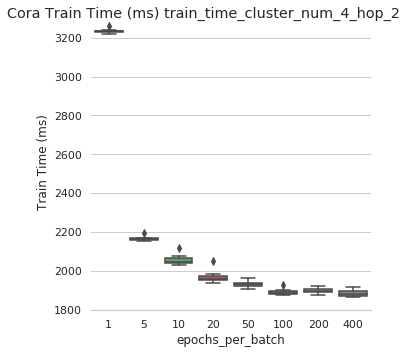 Cora Train Time (ms) train_time_cluster_num_4_hop_2
3200
3000
2800
2600
2400
2200
2000
1800
Train Time (ms)
1 5 10 20 50 100 200 400
epochs_per_batch